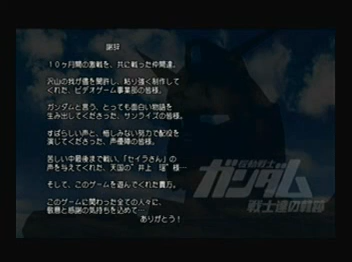 謝辞
１０ヶ月間の激戦を、共に戦った仲間達。
沢山の我が儘を聞許し、粘り強く制作して
くれた、ビデオゲーム事業部の皆様。
ガンダムと言う、とっても面白い物語を
生み出してくださった、サンライズの皆様。
すばらしい声と、惜しみない努力で配役を
演じてくださった、声優陣の皆様。
苦しい中最後まで戦い、「セイラさん」の
声を与えてくれた、天国の“井上　瑶”様…
そして、このゲームを遊んでくれた貴方。
このゲームに関わった全ての人々に、
敬意と感謝の気持ちを込めて…
ありがとう！
機動戦士
ガンダム
戦士達の軌跡